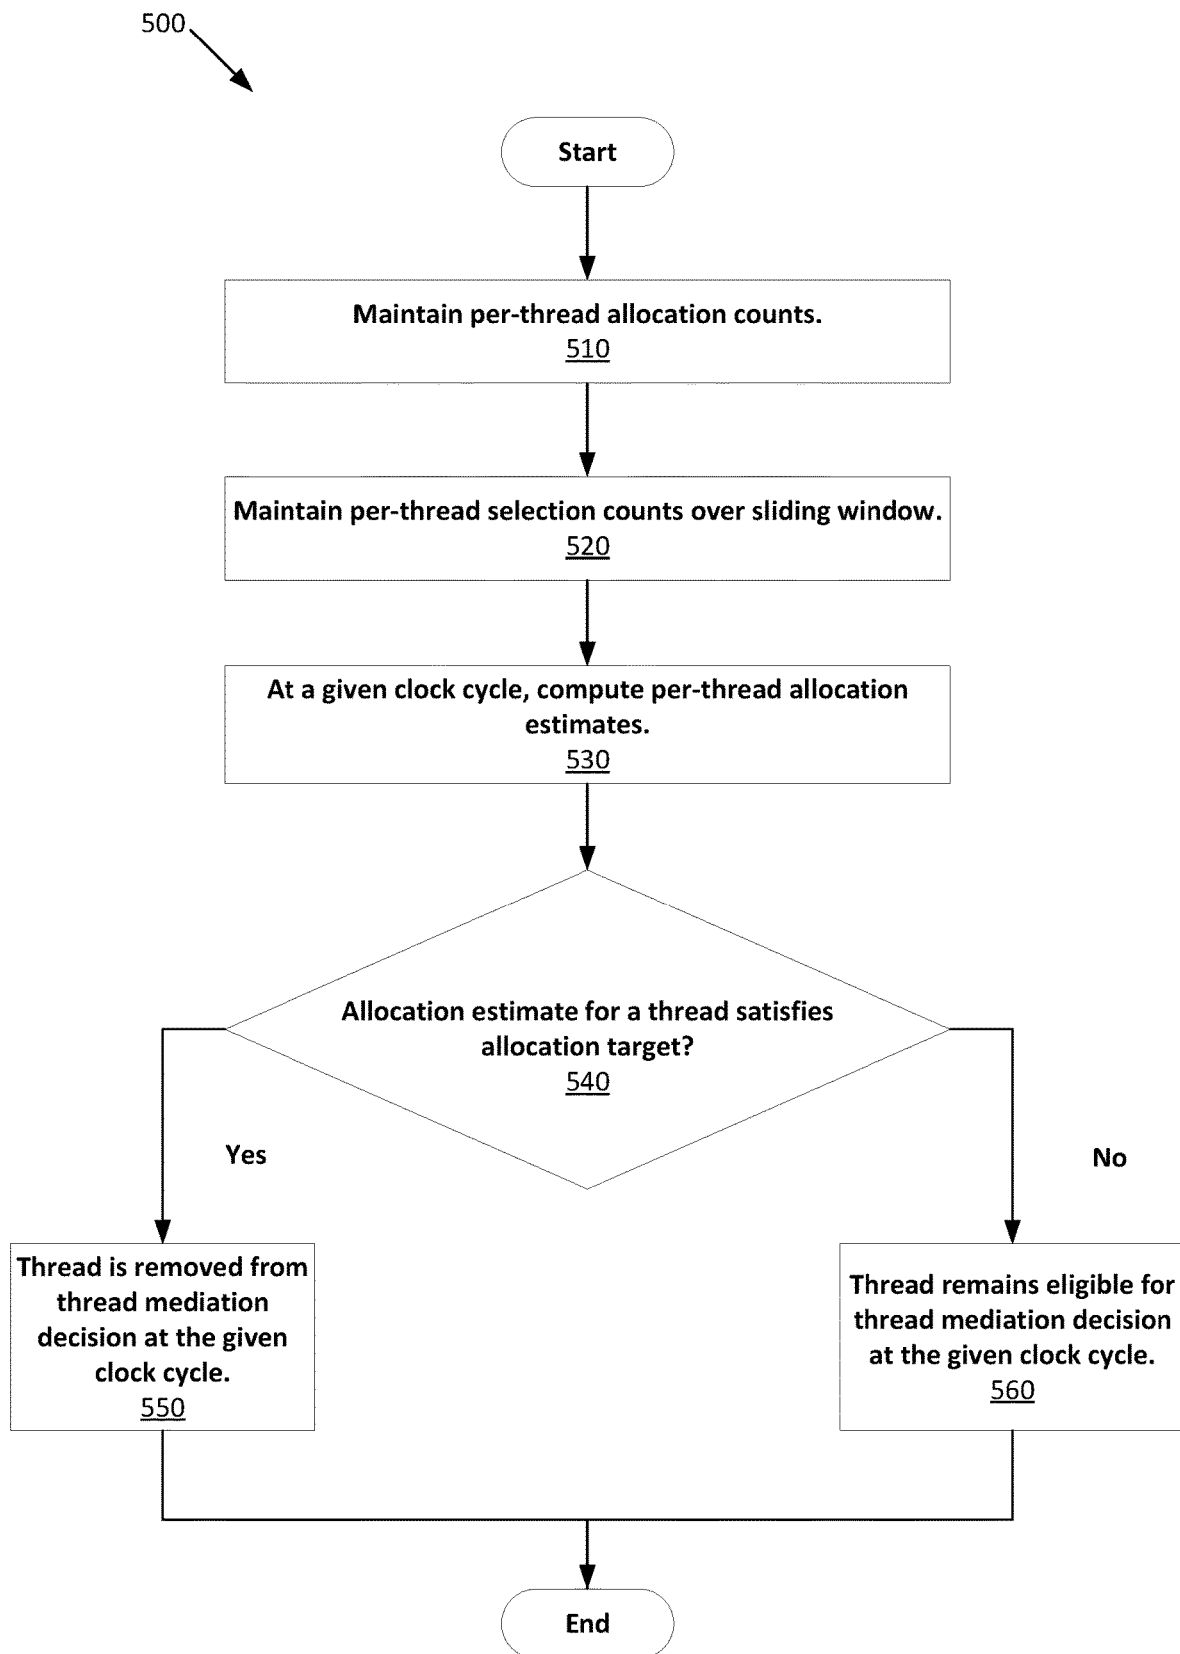 500
Start
Maintain per-thread allocation counts.
510
Maintain per-thread selection counts over sliding window.
520
At a given clock cycle, compute per-thread allocation
estimates.
530
Allocation estimate for a thread satisfies
allocation target?
540
Yes
No
Thread is removed from
thread mediation
decision at the given
clock cycle.
550
Thread remains eligible for
thread mediation decision
at the given clock cycle.
560
End